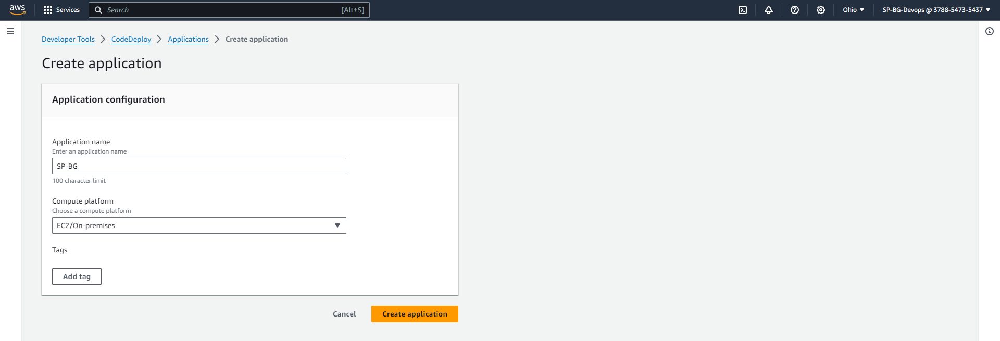 aws Services Search [Alt+S] Ohio SP-BG-Devops @ 3788-5473-5437
Developer Tools CodeDeploy Applications Create application
Create application
Application configuration
Application name
Enter an application name
SP-BG
100 character limit
Compute platform
Choose a compute platform
EC2/On-premises
Tags
Add tag
Cancel Create application